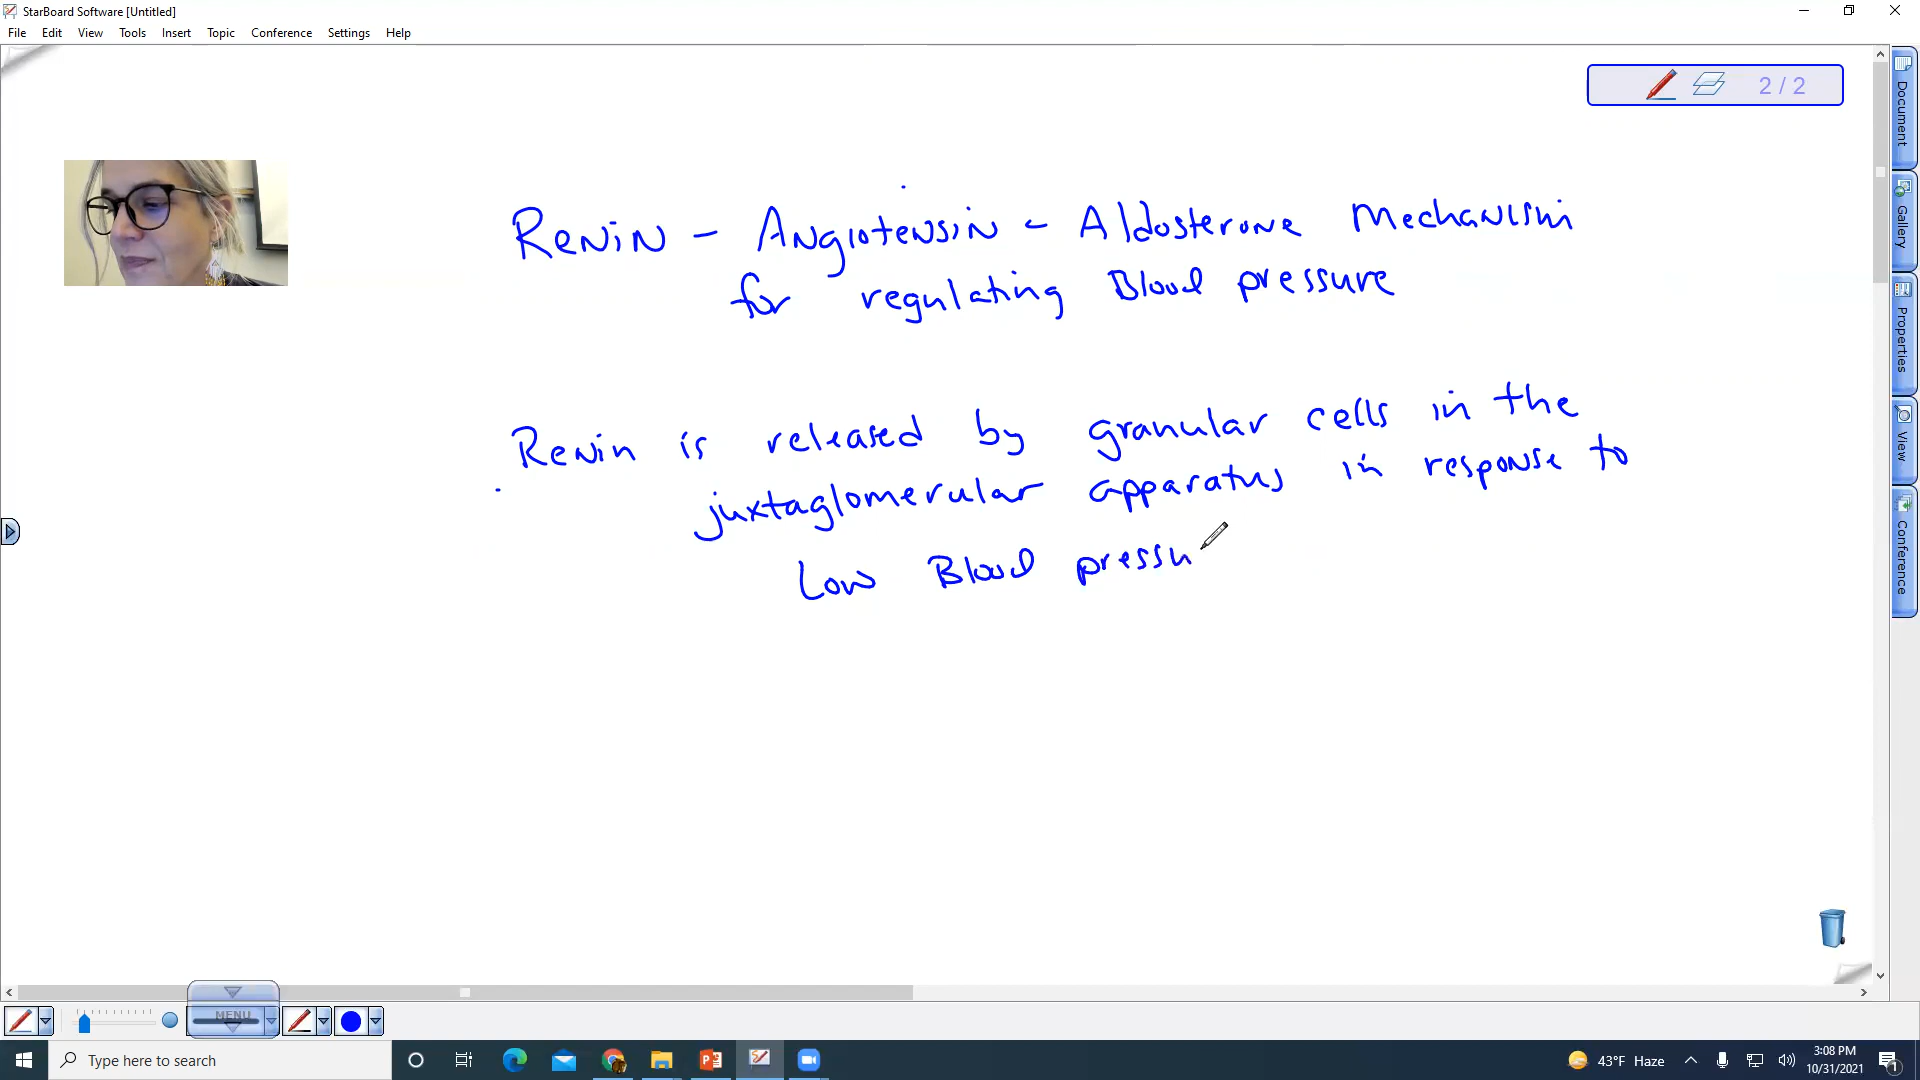 StarBoard Software [Untitled]
File Edit View Tools Insert Topic Conference Settings Help
2 / 2
Document
Gallery
Properties
View
Conference
Renin - Angiotensin - Aldosterone Mechanism
for regulating Blood pressure
Renin is released by granular cells in the
juxtaglomerular apparatus in response to
Low Blood pressu
MENU
Type here to search
43°F Haze
3:08 PM
10/31/2021
1